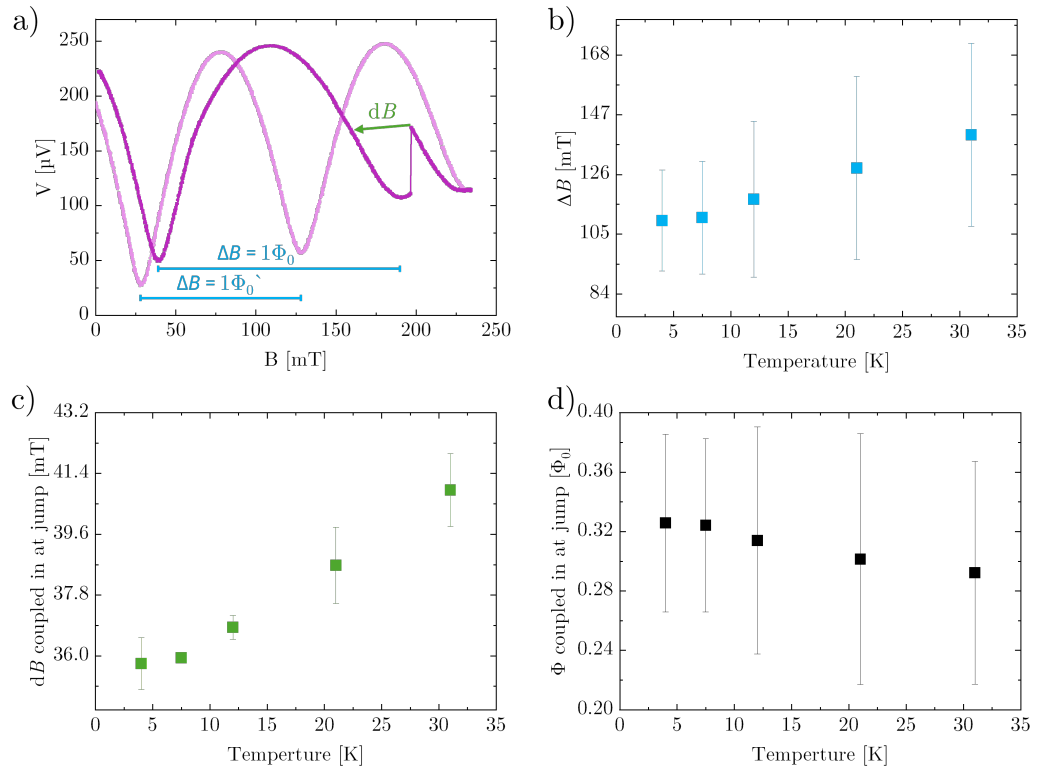 a)
250
200
150
100
50
0
V [µV]
dB
ΔB = 1Φ₀
ΔB = 1Φ₀`
0 50 100 150 200 250
B [mT]
b)
168
147
126
105
84
ΔB [mT]
0 5 10 15 20 25 30 35
Temperature [K]
c)
43.2
41.4
39.6
37.8
36.0
dB coupled in at jump [mT]
0 5 10 15 20 25 30 35
Temperture [K]
d)
0.40
0.36
0.32
0.28
0.24
0.20
Φ coupled in at jump [Φ₀]
0 5 10 15 20 25 30 35
Temperture [K]